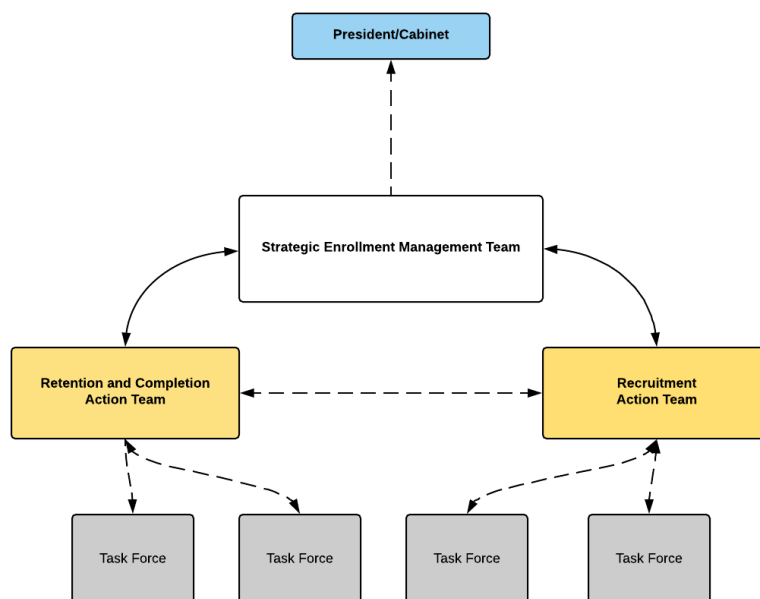 President/Cabinet
Strategic Enrollment Management Team
Retention and Completion
Action Team
Recruitment
Action Team
Task Force
Task Force
Task Force
Task Force